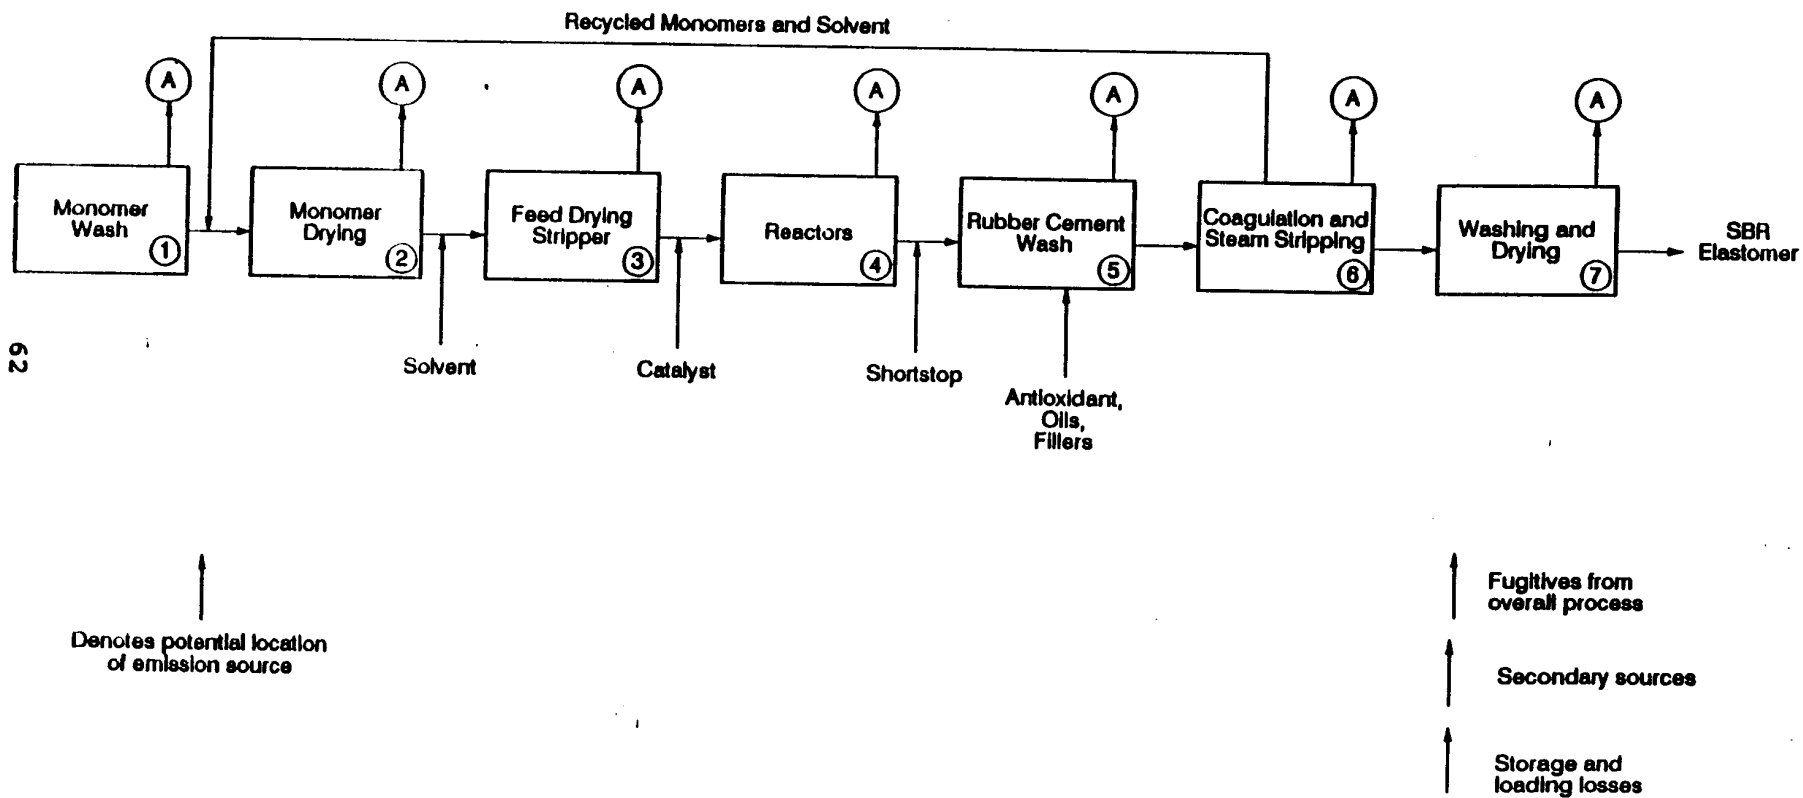 Recycled Monomers and Solvent
A
A
A
A
A
A
A
Monomer
Wash
1
Monomer
Drying
2
Feed Drying
Stripper
3
Reactors
4
Rubber Cement
Wash
5
Coagulation and
Steam Stripping
6
Washing and
Drying
7
SBR
Elastomer
Solvent
Catalyst
Shortstop
Antioxidant,
Oils,
Fillers
62
Denotes potential location
of emission source
Fugitives from
overall process
Secondary sources
Storage and
loading losses